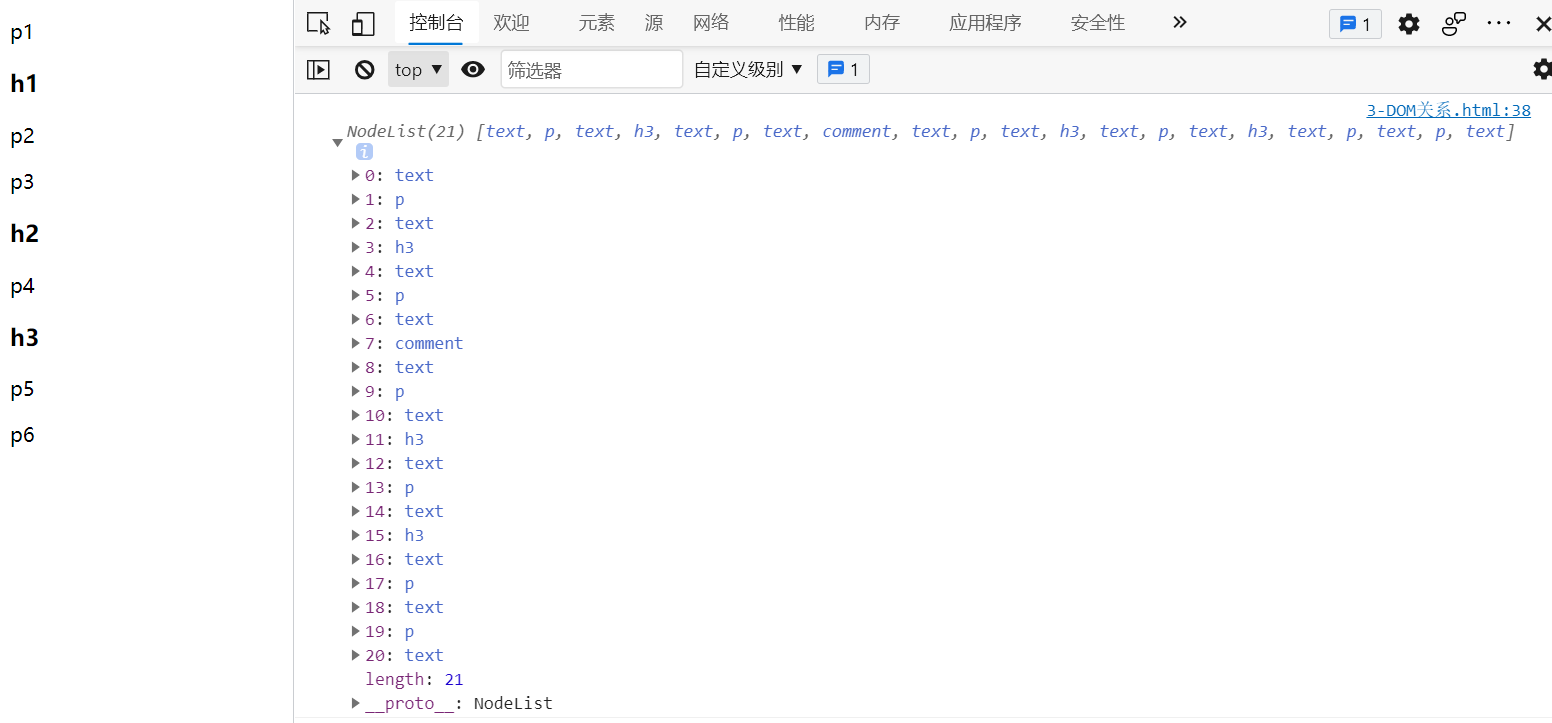 p1
h1
p2
p3
h2
p4
h3
p5
p6
控制台 欢迎 元素 源 网络 性能 内存 应用程序 安全性 » 1
top ▼ 筛选器 自定义级别 ▼ 1
3-DOM关系.html:38
NodeList(21) [text, p, text, h3, text, p, text, comment, text, p, text, h3, text, p, text, h3, text, p, text, p, text]
i
0: text
1: p
2: text
3: h3
4: text
5: p
6: text
7: comment
8: text
9: p
10: text
11: h3
12: text
13: p
14: text
15: h3
16: text
17: p
18: text
19: p
20: text
length: 21
__proto__: NodeList